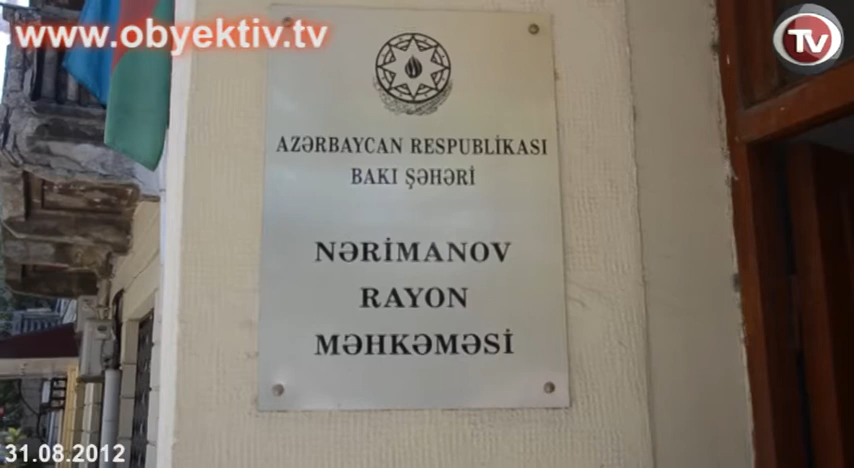 www.obyektiv.tv
TV
AZƏRBAYCAN RESPUBLİKASI
BAKI ŞƏHƏRİ
NƏRİMANOV
RAYON
MƏHKƏMƏSİ
31.08.2012